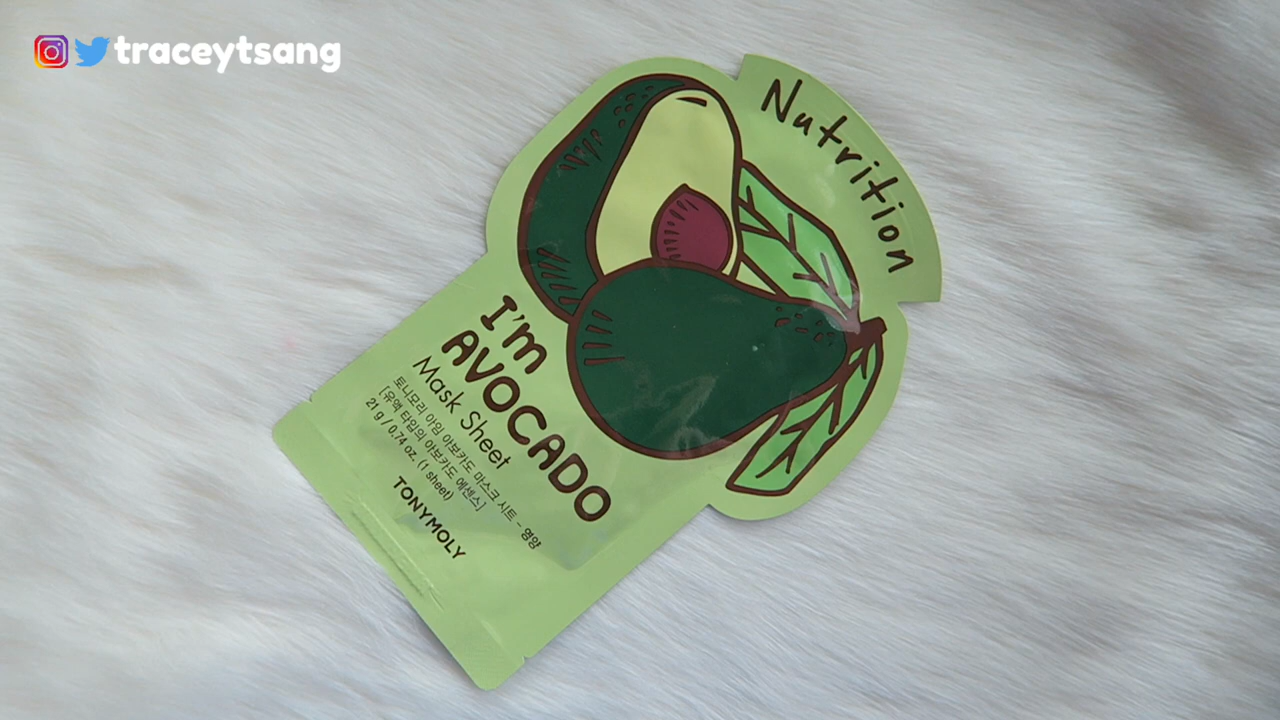 traceytsang
Nutrition
I'm
AVOCADO
Mask Sheet
토니모리 아임 아보카도 마스크 시트 - 영양
[유액 타입의 아보카도 에센스]
21 g / 0.74 oz. (1 sheet)
TONYMOLY